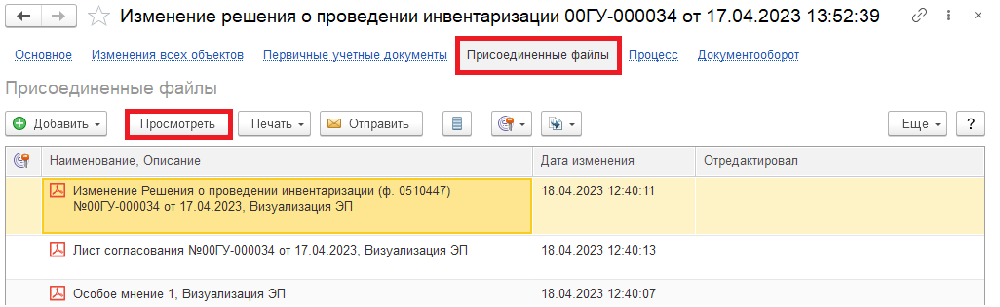 Изменение решения о проведении инвентаризации 00ГУ-000034 от 17.04.2023 13:52:39
Основное Изменения всех объектов Первичные учетные документы Присоединенные файлы Процесс Документооборот
Присоединенные файлы
Добавить Просмотреть Печать Отправить Еще ?
Наименование, Описание Дата изменения Отредактировал
Изменение Решения о проведении инвентаризации (ф. 0510447) 18.04.2023 12:40:11
№00ГУ-000034 от 17.04.2023, Визуализация ЭП
Лист согласования №00ГУ-000034 от 17.04.2023, Визуализация ЭП 18.04.2023 12:40:13
Особое мнение 1, Визуализация ЭП 18.04.2023 12:40:07